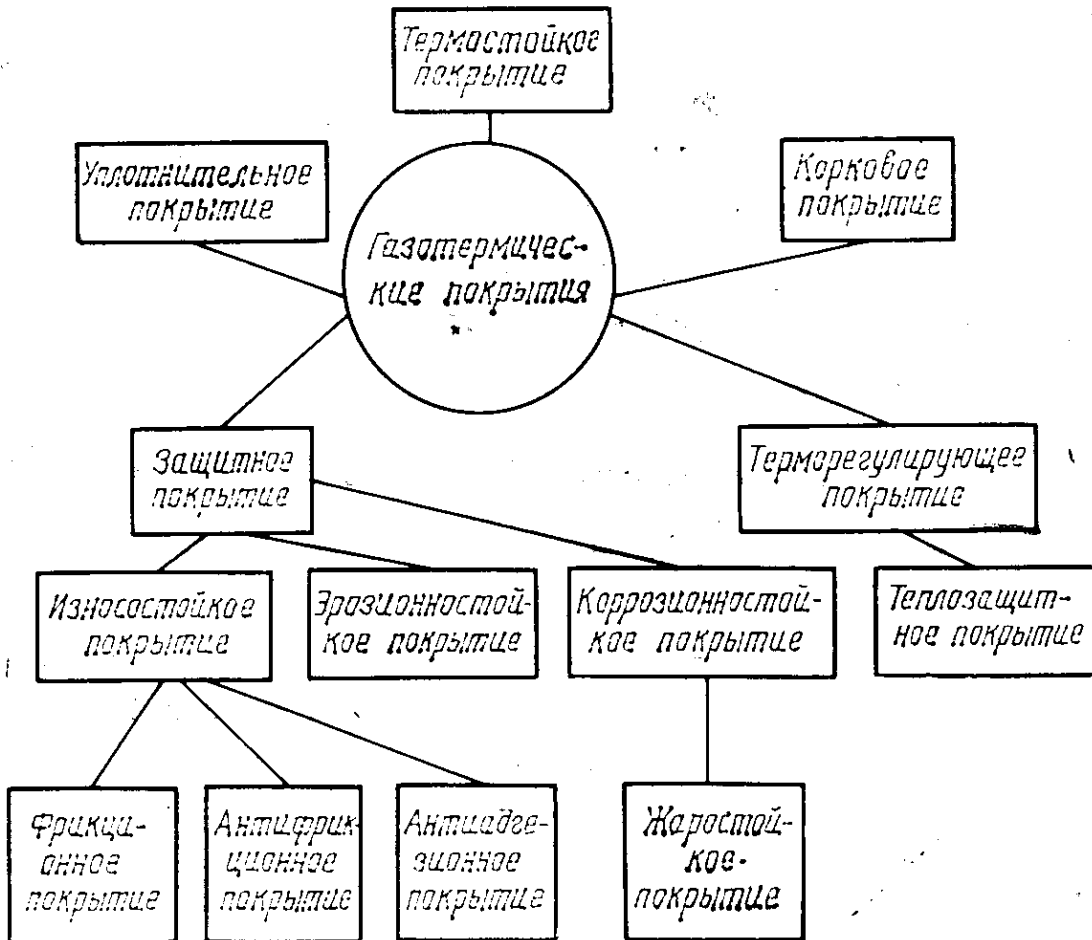 Термостойкое
покрытие
Уплотнительное
покрытие
Корковое
покрытие
Газотермичес-
кие покрытия
Защитное
покрытие
Терморегулирующее
покрытие
Износостойкое
покрытие
Эрозионностой-
кое покрытие
Коррозионностой-
кое покрытие
Теплозащит-
ное покрытие
Фрикци-
онное
покрытие
Антифрик-
ционное
покрытие
Антиадге-
зионное
покрытие
Жаростой-
кое
покрытие